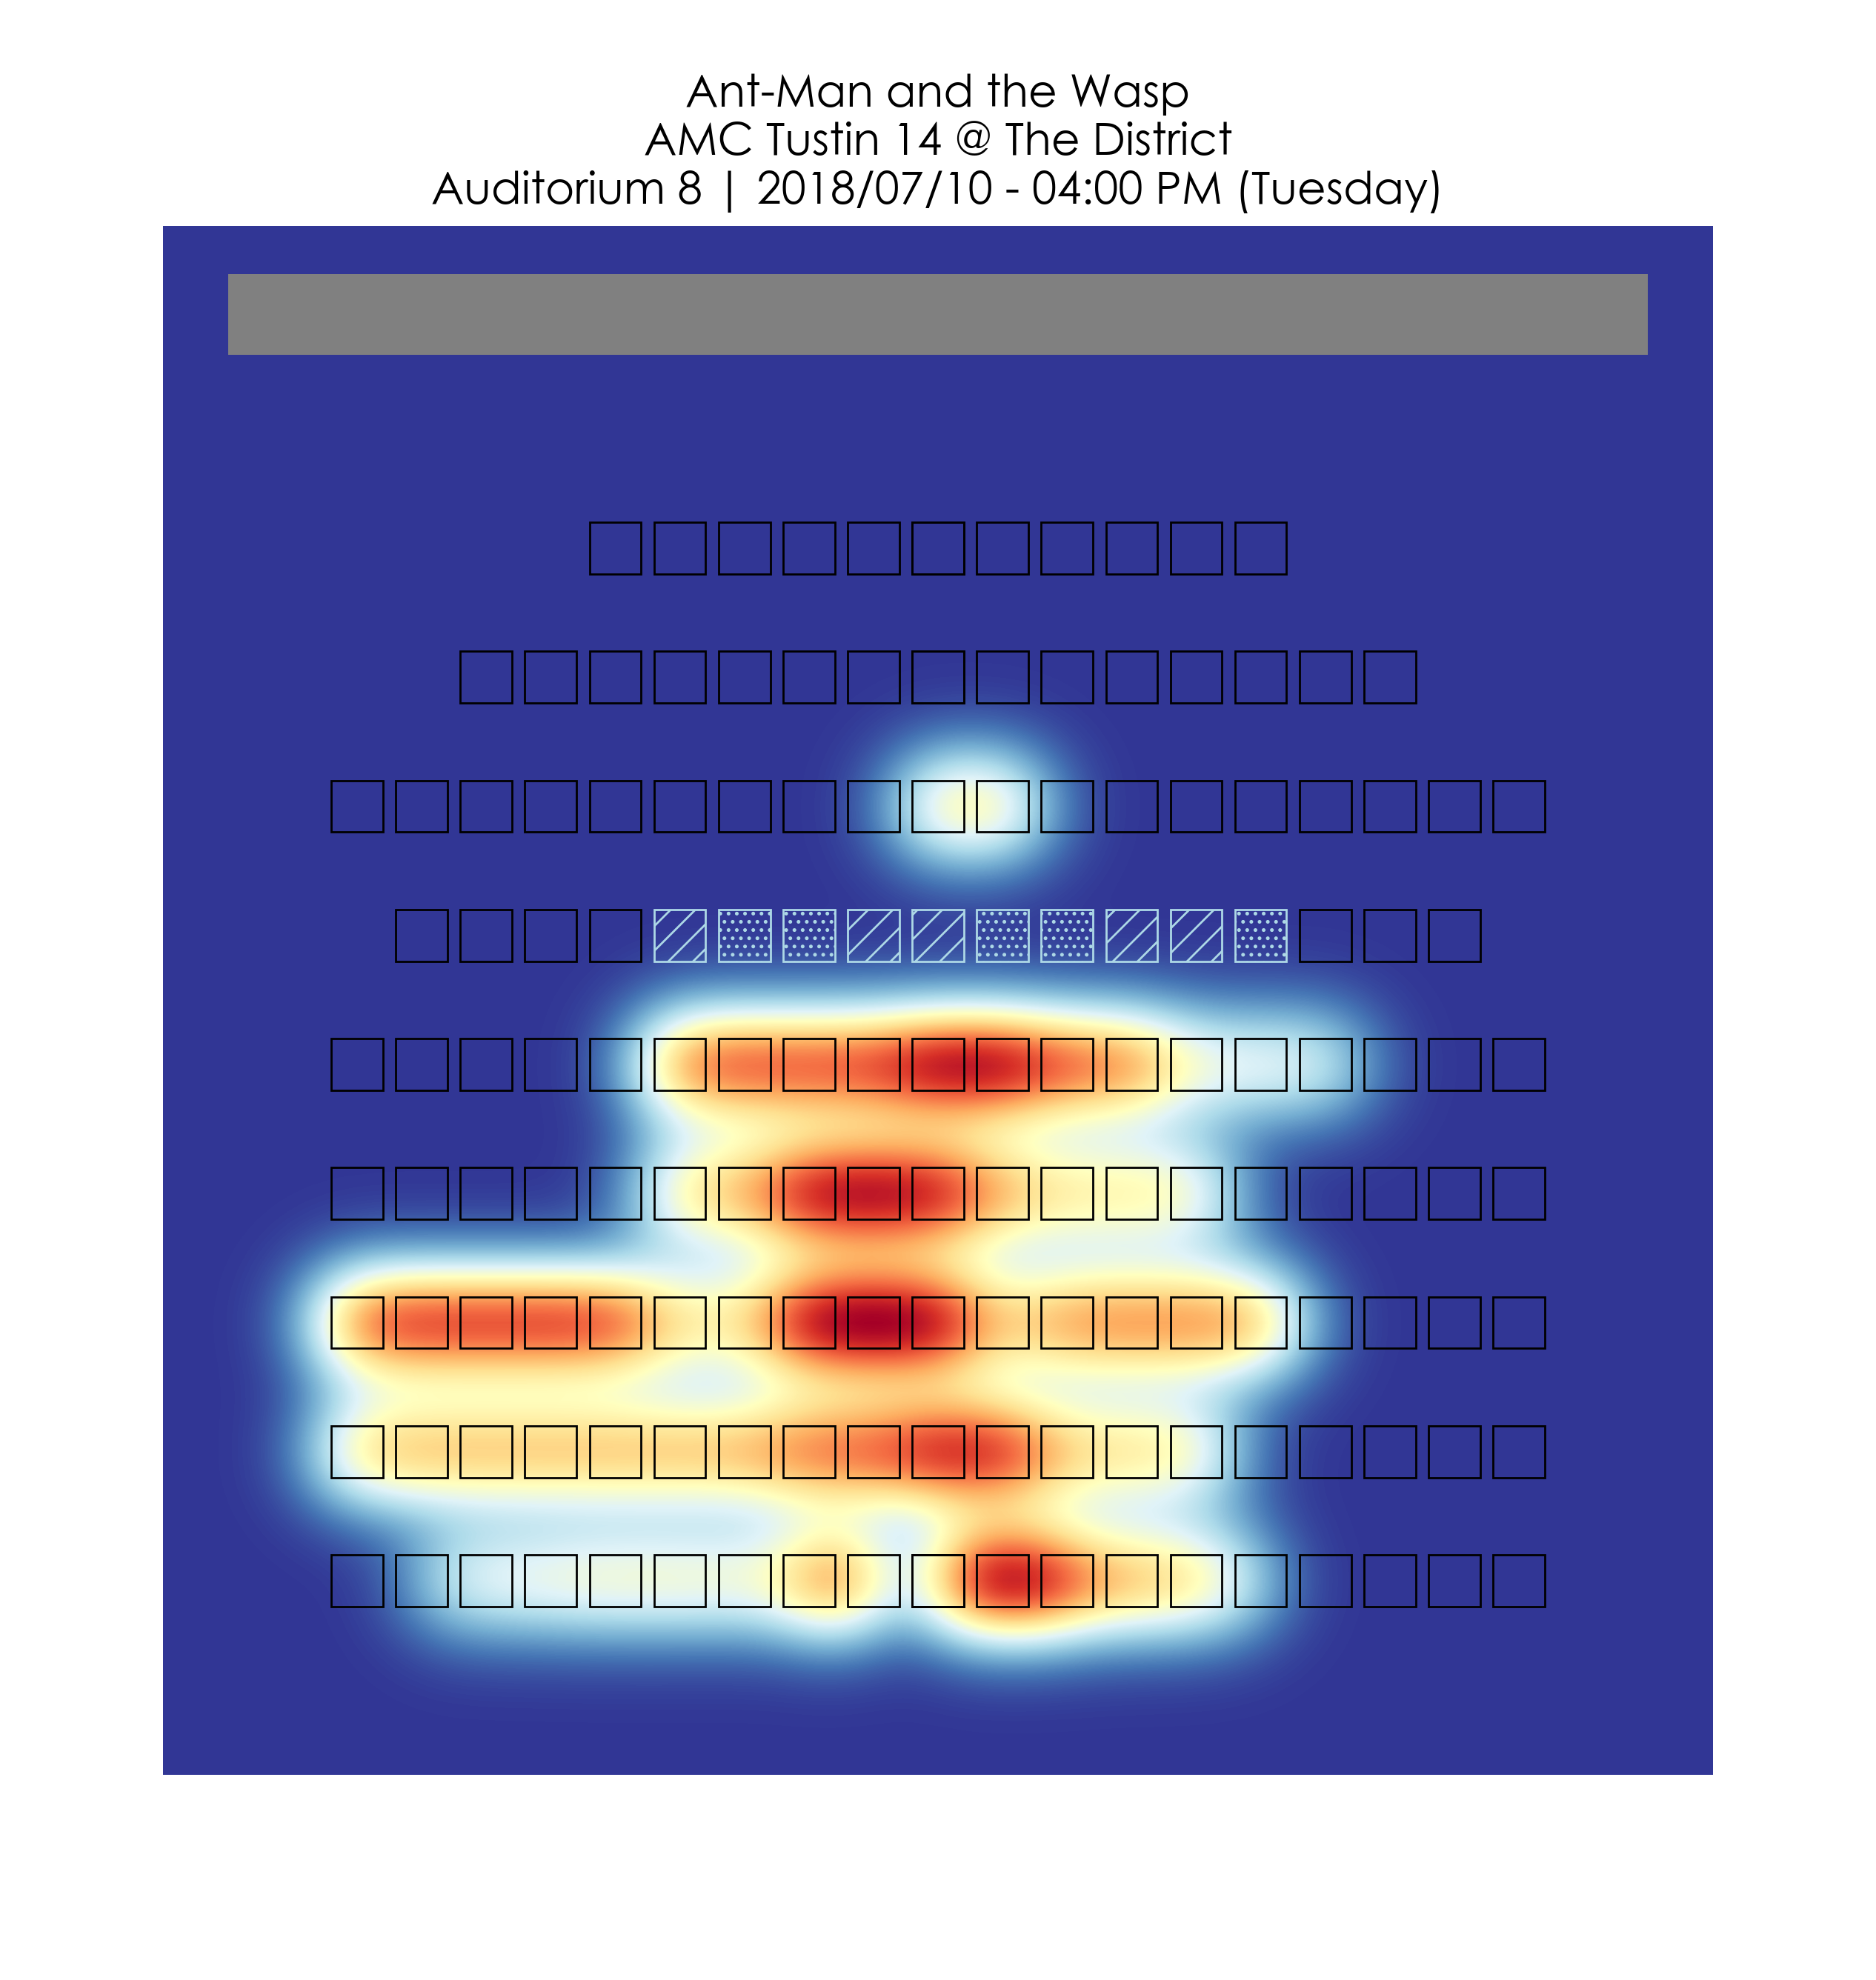 Ant-Man and the Wasp
AMC Tustin 14 @ The District
Auditorium 8 | 2018/07/10 - 04:00 PM (Tuesday)